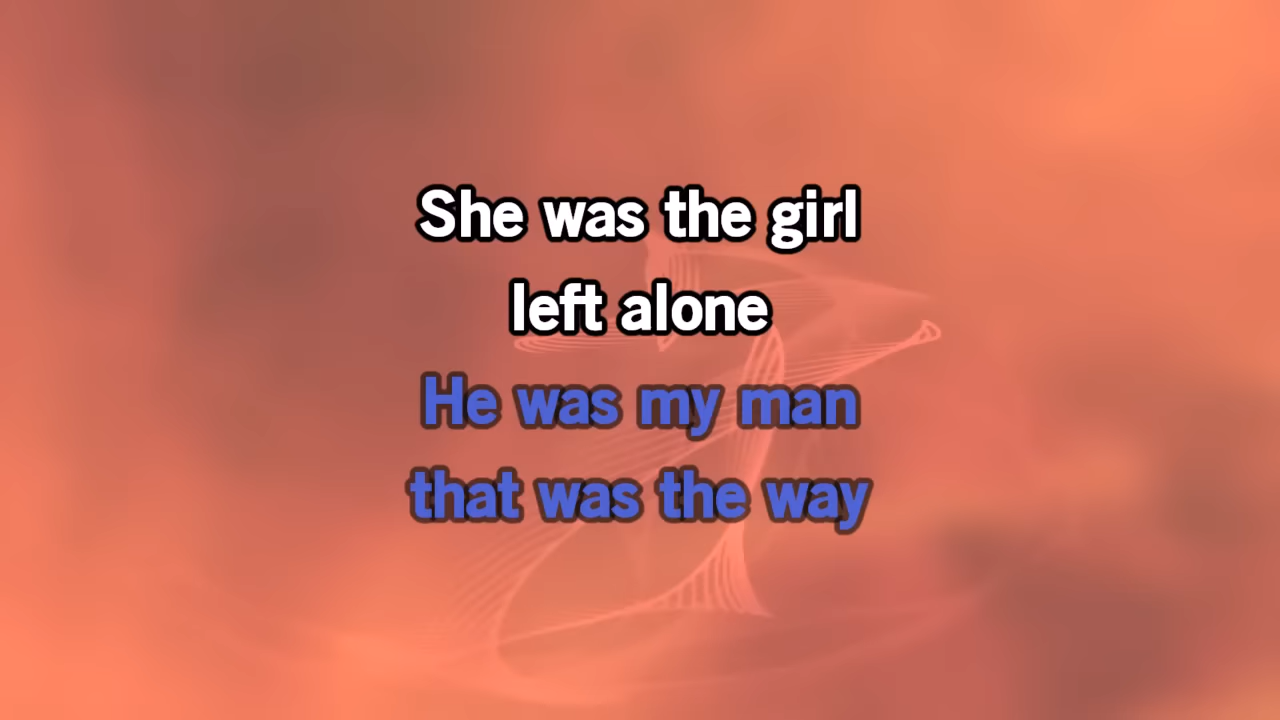 She was the girl
left alone
He was my man
that was the way